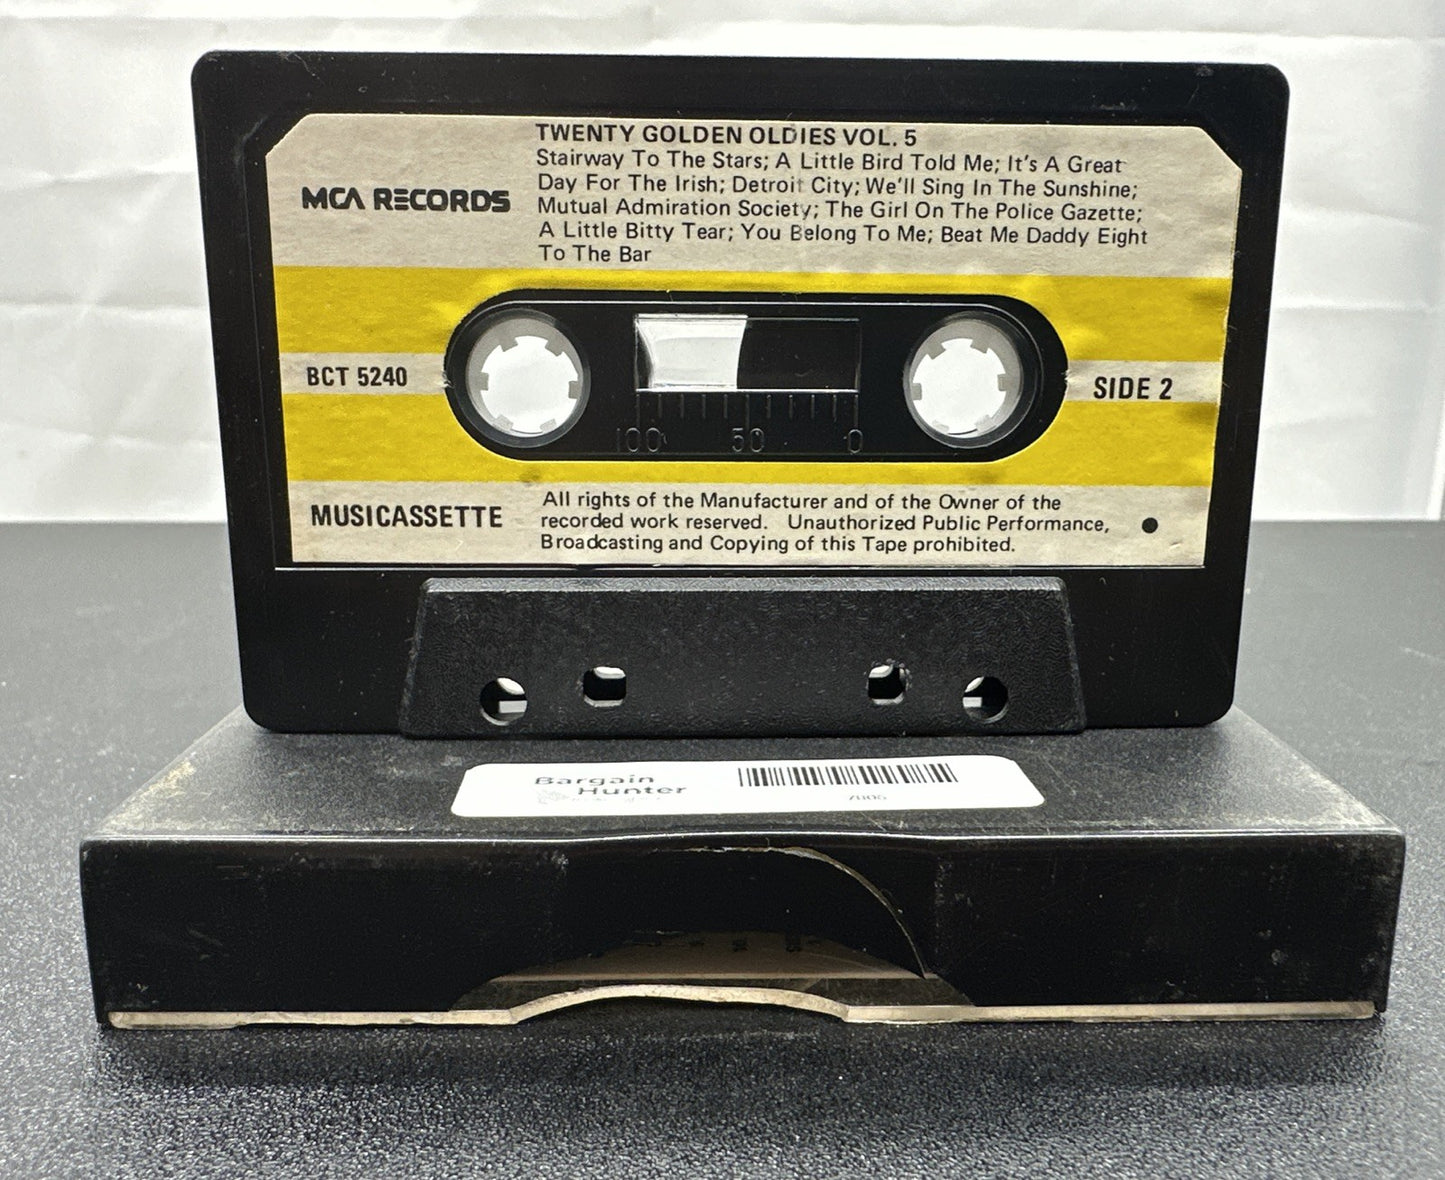 TWENTY GOLDEN OLDIES VOL. 5
Stairway To The Stars; A Little Bird Told Me; It's A Great
Day For The Irish; Detroit City; We'll Sing In The Sunshine;
MCA RECORDS
Mutual Admiration Society; The Girl On The Police Gazette;
A Little Bitty Tear; You Belong To Me; Beat Me Daddy Eight
To The Bar
BCT 5240
SIDE 2
100 50 0
MUSICASSETTE
All rights of the Manufacturer and of the Owner of the
recorded work reserved. Unauthorized Public Performance,
Broadcasting and Copying of this Tape prohibited.
Bargain
Hunter